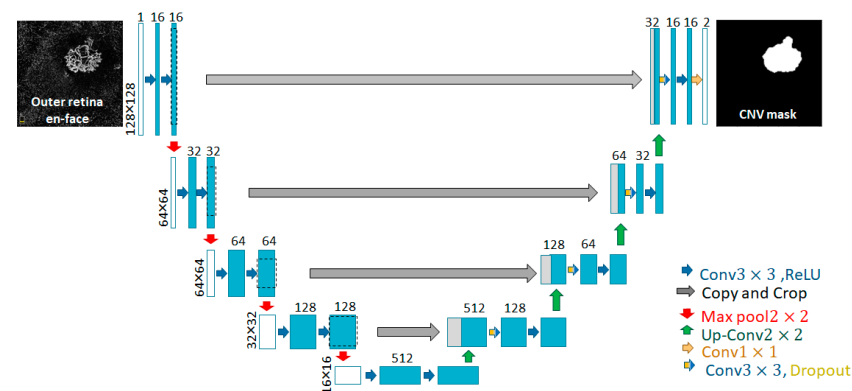 1 16 16
Outer retina
en-face
128×128
32 16 16 2
CNV mask
32 32
64×64
64 32
64 64
64×64
128 64
128 128
32×32
512 128
16×16
512
Conv3 × 3 ,ReLU
Copy and Crop
Max pool2 × 2
Up-Conv2 × 2
Conv1 × 1
Conv3 × 3, Dropout